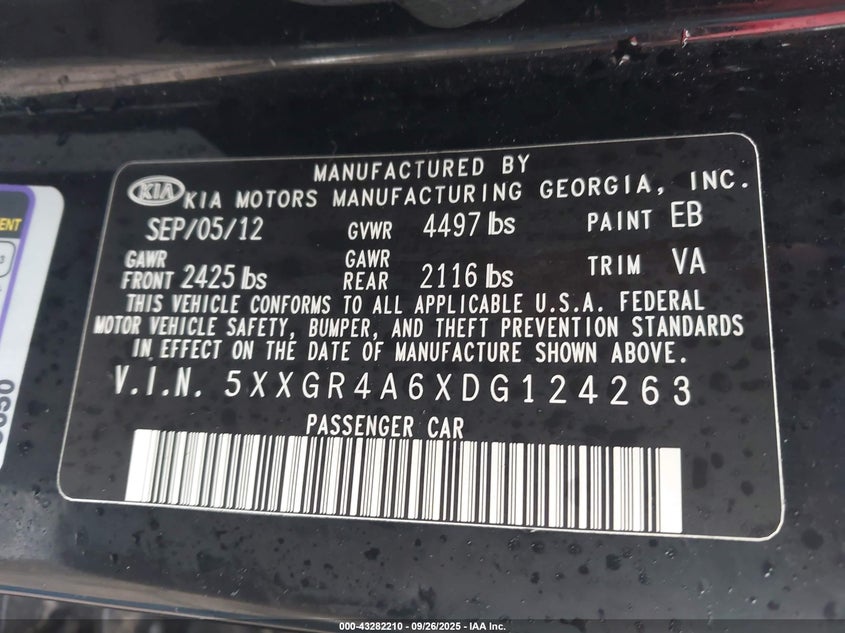 MANUFACTURED BY
KIA KIA MOTORS MANUFACTURING GEORGIA, INC.
SEP/05/12 GVWR 4497 lbs PAINT EB
GAWR FRONT 2425 lbs GAWR REAR 2116 lbs TRIM VA
THIS VEHICLE CONFORMS TO ALL APPLICABLE U.S.A. FEDERAL
MOTOR VEHICLE SAFETY, BUMPER, AND THEFT PREVENTION STANDARDS
IN EFFECT ON THE DATE OF MANUFACTURE SHOWN ABOVE.
V.I.N. 5XXGR4A6XDG124263
PASSENGER CAR
000-43282210 - 09/26/2025 - IAA Inc.